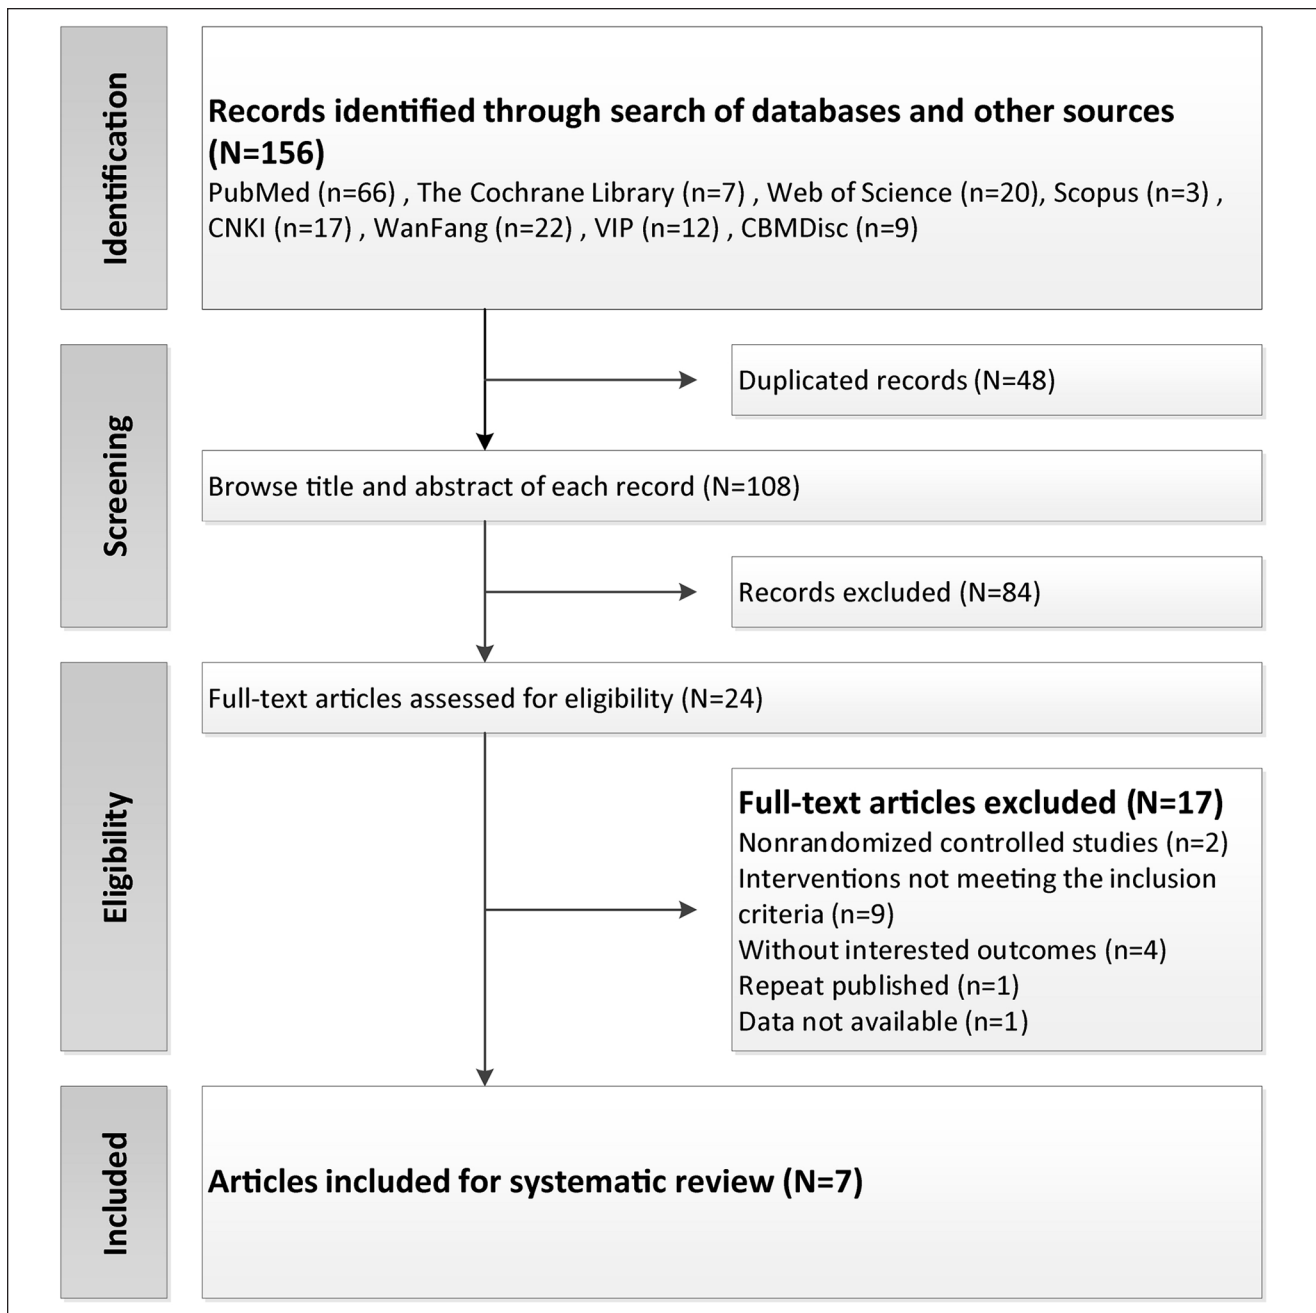 Identification
Records identified through search of databases and other sources
(N=156)
PubMed (n=66) , The Cochrane Library (n=7) , Web of Science (n=20), Scopus (n=3) ,
CNKI (n=17) , WanFang (n=22) , VIP (n=12) , CBMDisc (n=9)
Screening
Duplicated records (N=48)
Browse title and abstract of each record (N=108)
Records excluded (N=84)
Eligibility
Full-text articles assessed for eligibility (N=24)
Full-text articles excluded (N=17)
Nonrandomized controlled studies (n=2)
Interventions not meeting the inclusion
criteria (n=9)
Without interested outcomes (n=4)
Repeat published (n=1)
Data not available (n=1)
Included
Articles included for systematic review (N=7)